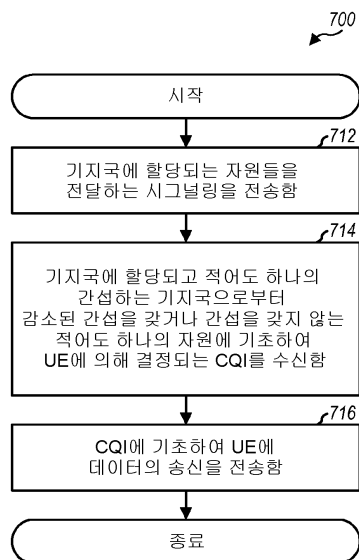 700
시작
712
기지국에 할당되는 자원들을
전달하는 시그널링을 전송함
714
기지국에 할당되고 적어도 하나의
간섭하는 기지국으로부터
감소된 간섭을 갖거나 간섭을 갖지 않는
적어도 하나의 자원에 기초하여
UE에 의해 결정되는 CQI를 수신함
716
CQI에 기초하여 UE에
데이터의 송신을 전송함
종료